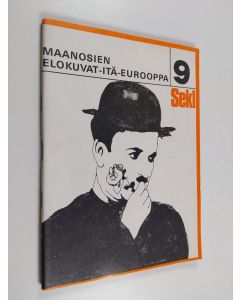 MAANOSIEN
ELOKUVAT-ITÄ-EUROOPPA
9
Sekl